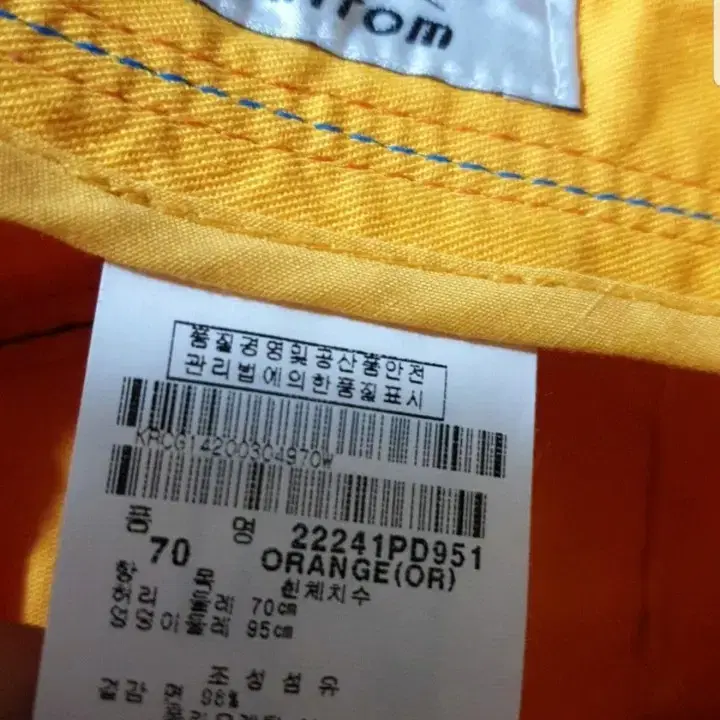 품질경영및공산품안전
관리법에의한품질표시
KRCG14200304970W
품 명 22241PD951
70 ORANGE(OR)
항 목 신체치수
허리 둘레 70cm
엉덩이둘레 95cm
조성섬유
겉감 면 98%